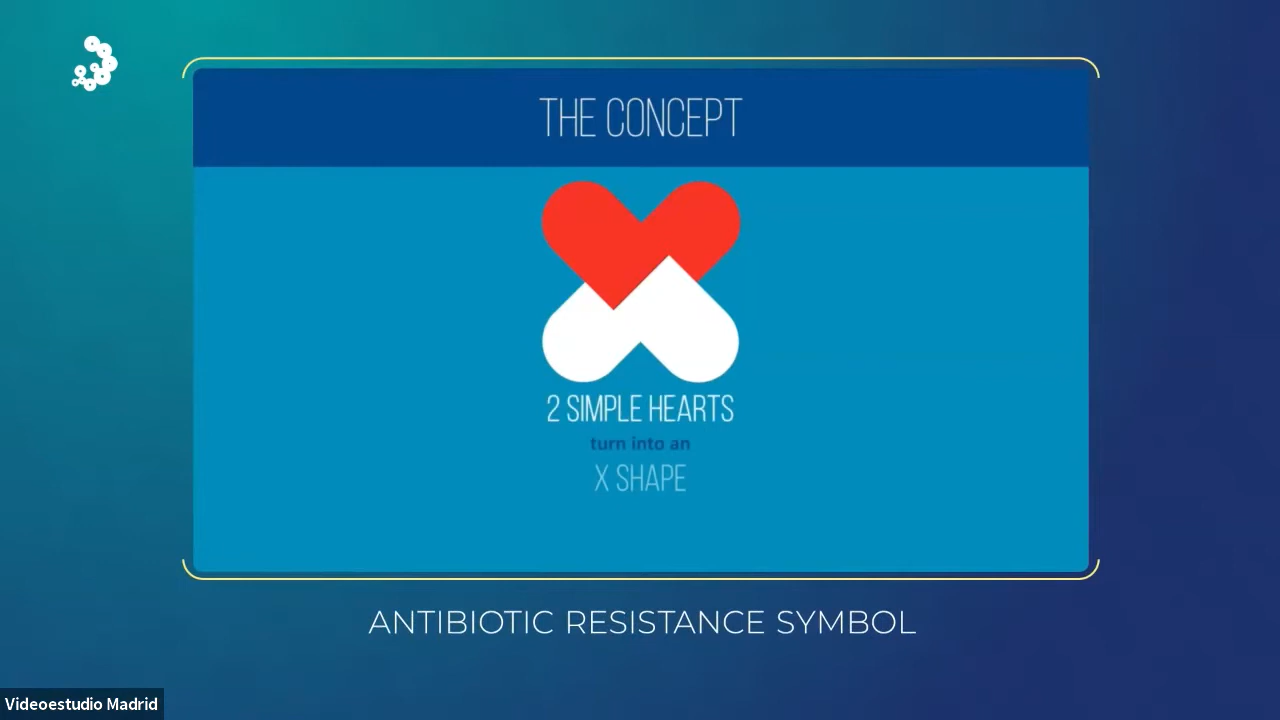 THE CONCEPT
2 SIMPLE HEARTS
turn into an
X SHAPE
ANTIBIOTIC RESISTANCE SYMBOL
Videoestudio Madrid